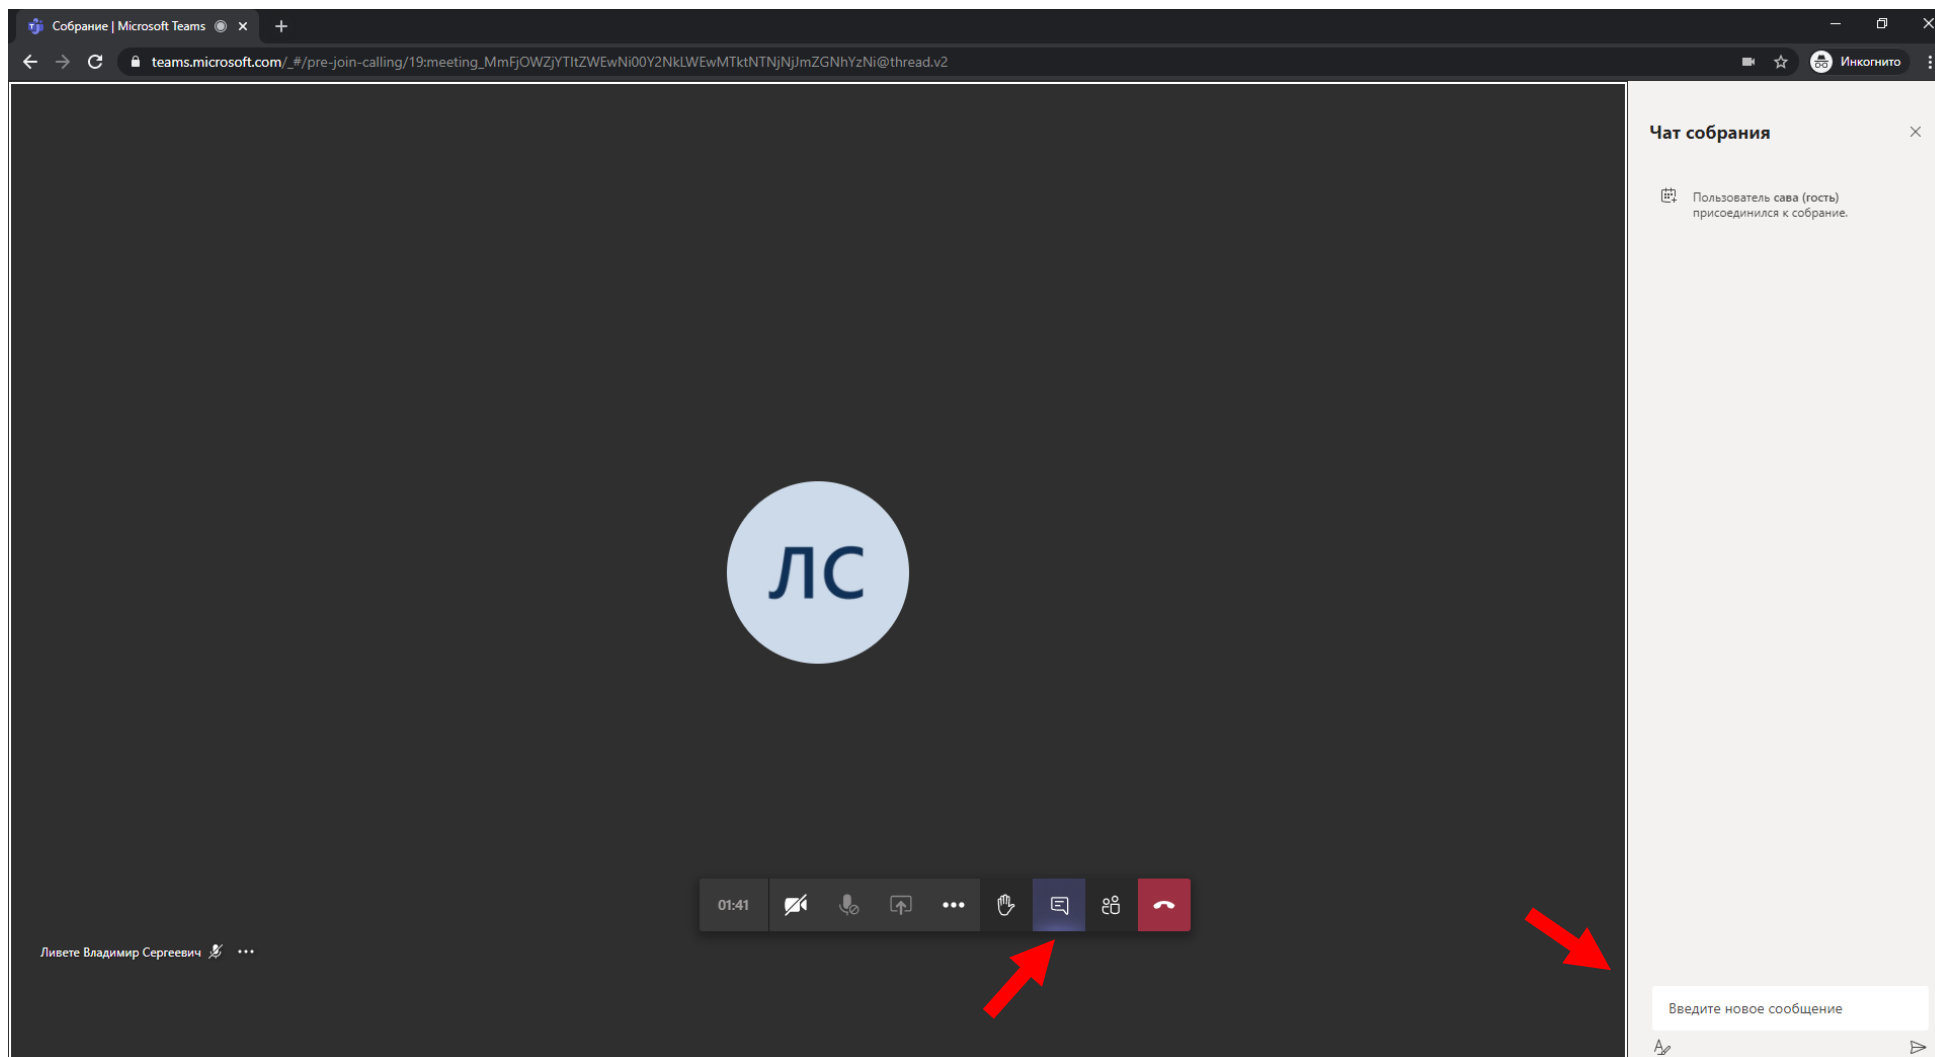 Собрание | Microsoft Teams
teams.microsoft.com/_#/pre-join-calling/19:meeting_MmFjOWZjYTItZWEwNi00Y2NkLWEwMTktNTNjNjJmZGNhYzNi@thread.v2
Инкогнито
Чат собрания
Пользователь сава (гость)
присоединился к собрание.
ЛС
01:41
Ливете Владимир Сергеевич
Введите новое сообщение